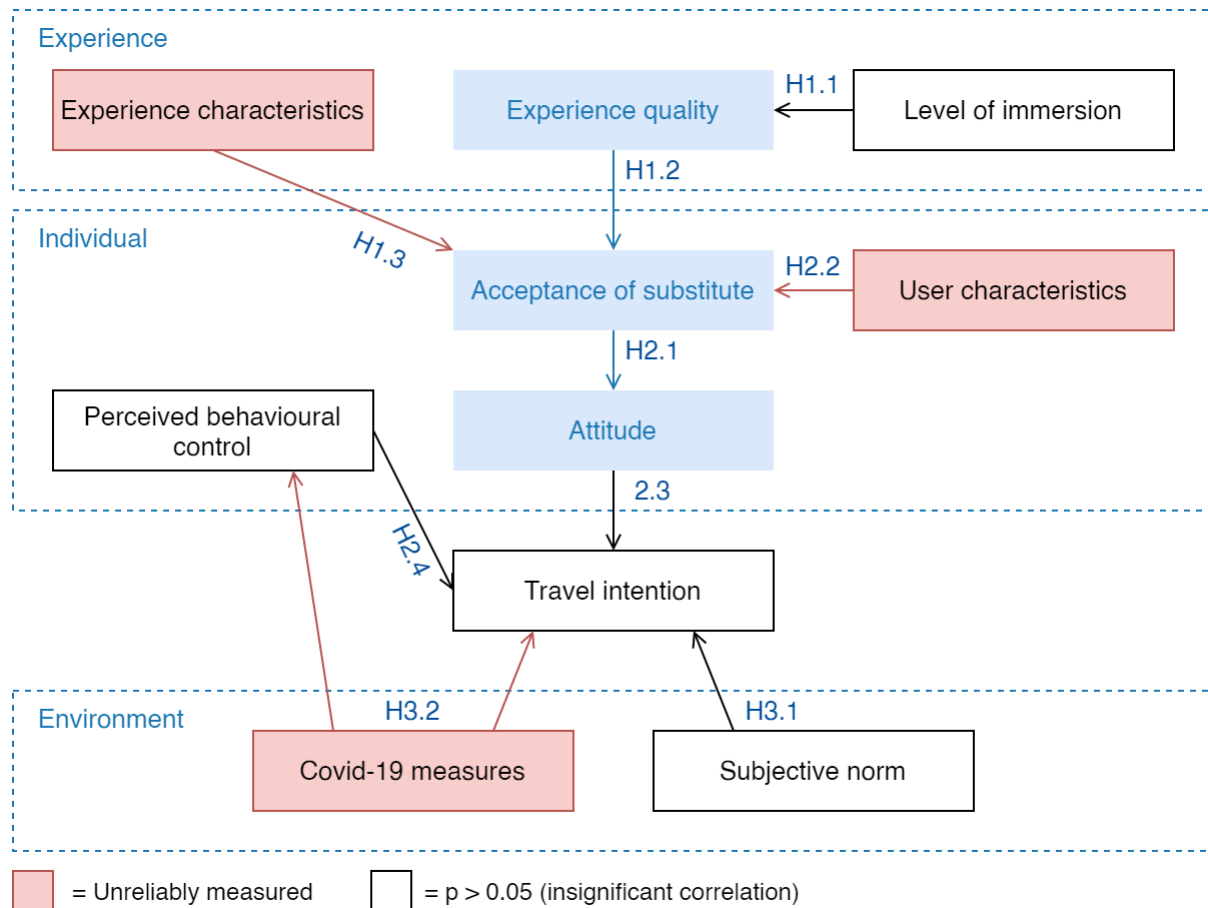 Experience
Experience characteristics
Experience quality
H1.1
Level of immersion
H1.2
Individual
H1.3
Acceptance of substitute
H2.2
User characteristics
H2.1
Perceived behavioural
control
Attitude
2.3
H2.4
Travel intention
Environment
H3.2
H3.1
Covid-19 measures
Subjective norm
= Unreliably measured
= p > 0.05 (insignificant correlation)